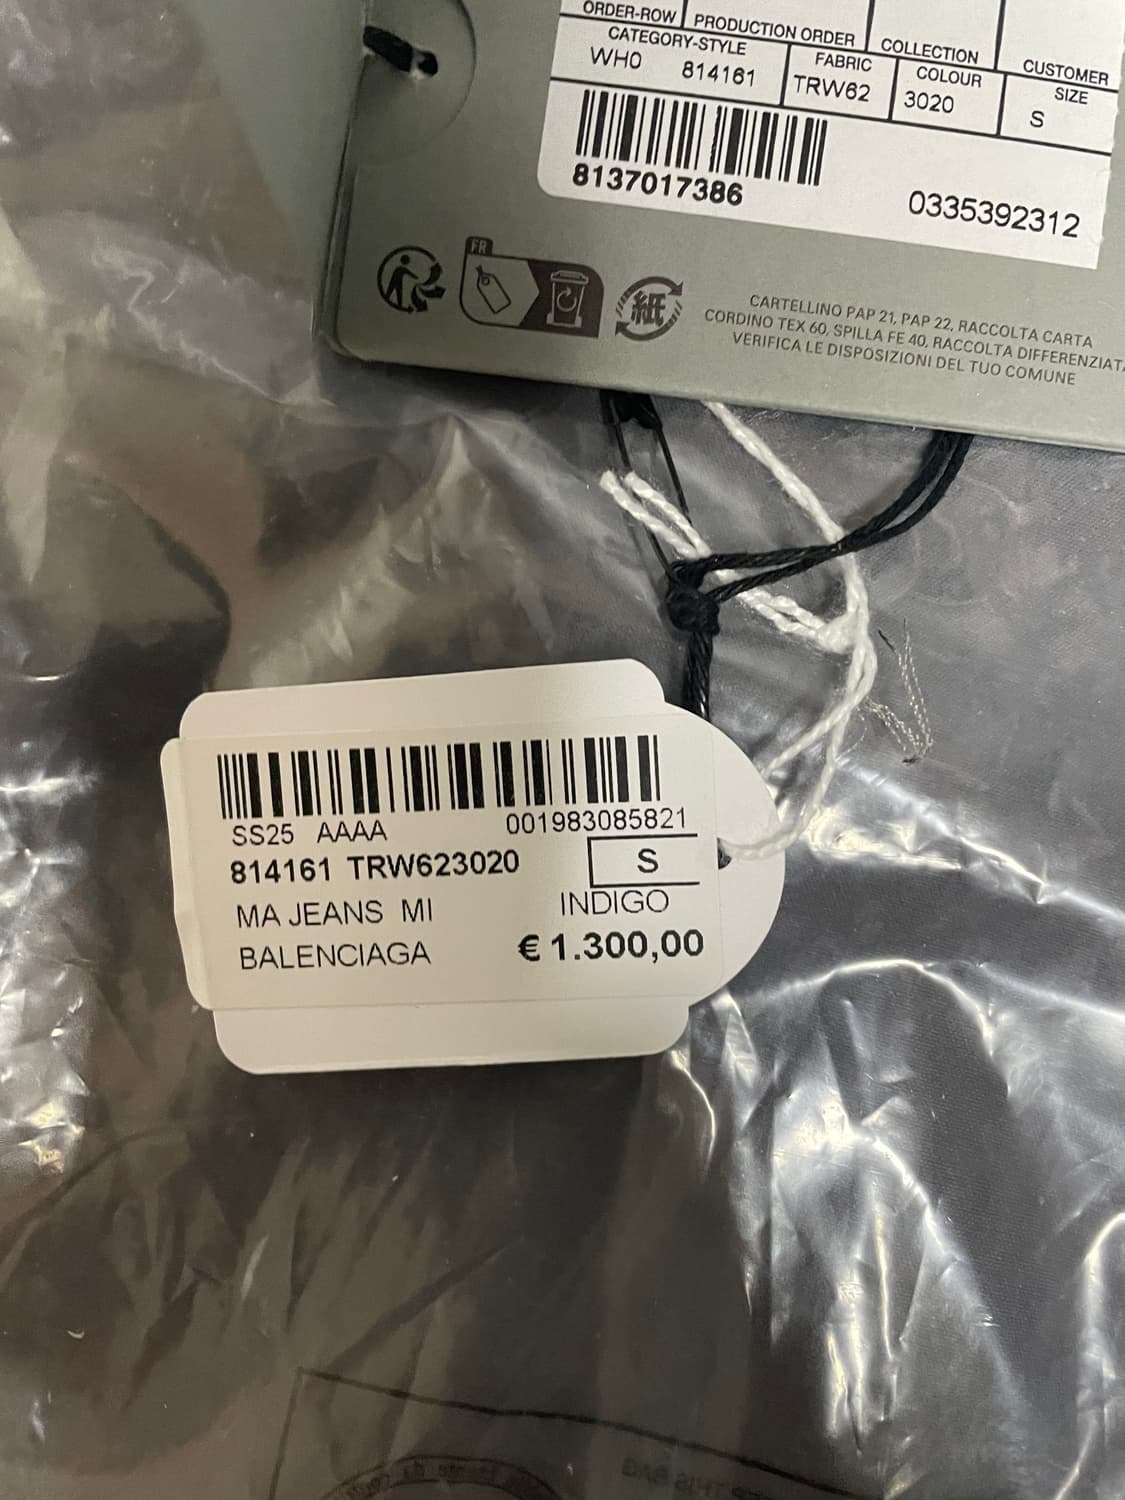 ORDER-ROW PRODUCTION ORDER COLLECTION CUSTOMER
CATEGORY-STYLE FABRIC COLOUR SIZE
WH0 814161 TRW62 3020 S
8137017386 0335392312
FR
紙
CARTELLINO PAP 21, PAP 22, RACCOLTA CARTA
CORDINO TEX 60, SPILLA FE 40, RACCOLTA DIFFERENZIATA
VERIFICA LE DISPOSIZIONI DEL TUO COMUNE
SS25 AAAA 001983085821
814161 TRW623020 S
MA JEANS MI INDIGO
BALENCIAGA € 1.300,00
THIS BAG